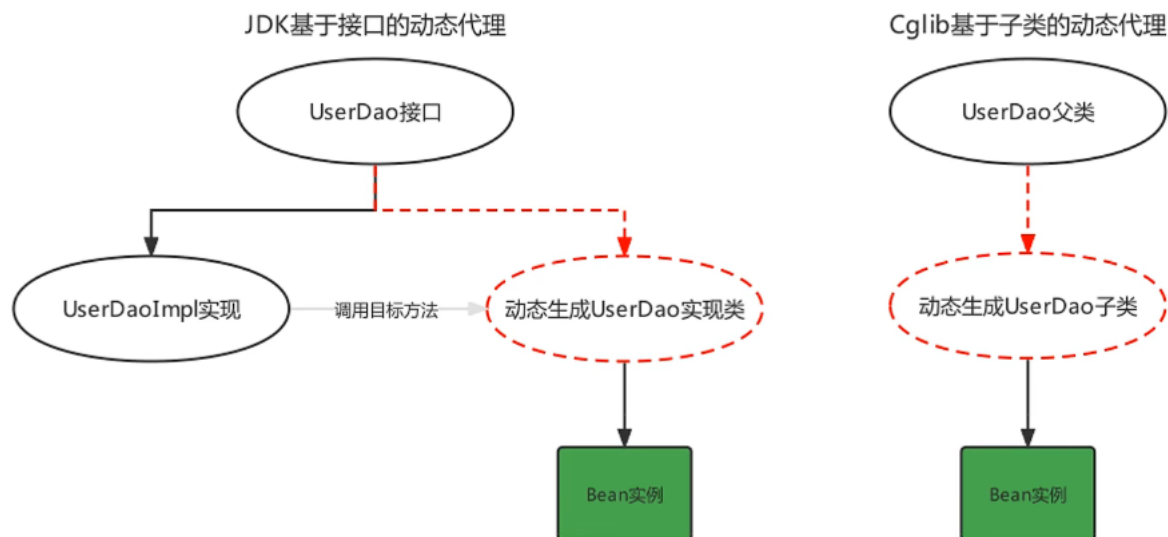 JDK基于接口的动态代理
UserDao接口
UserDaoImpl实现
调用目标方法
动态生成UserDao实现类
Bean实例
Cglib基于子类的动态代理
UserDao父类
动态生成UserDao子类
Bean实例